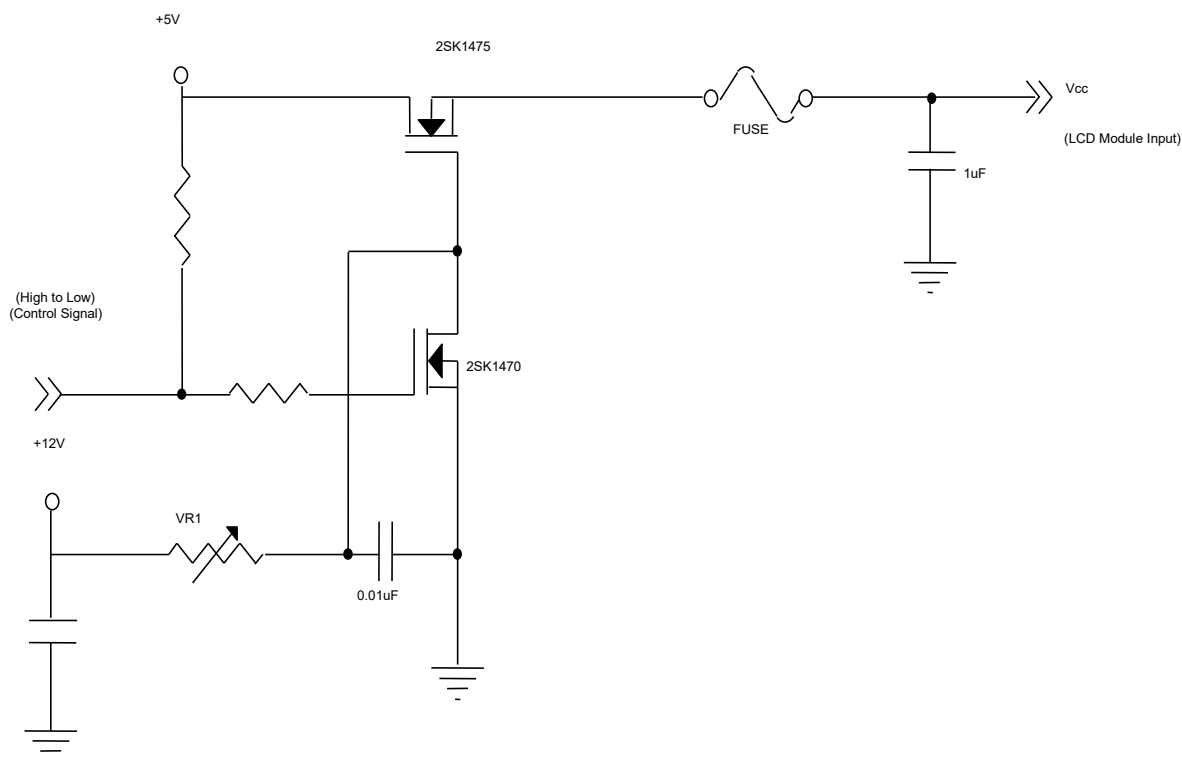 +5V
2SK1475
Vcc
FUSE
(LCD Module Input)
1uF
(High to Low)
(Control Signal)
2SK1470
+12V
VR1
0.01uF